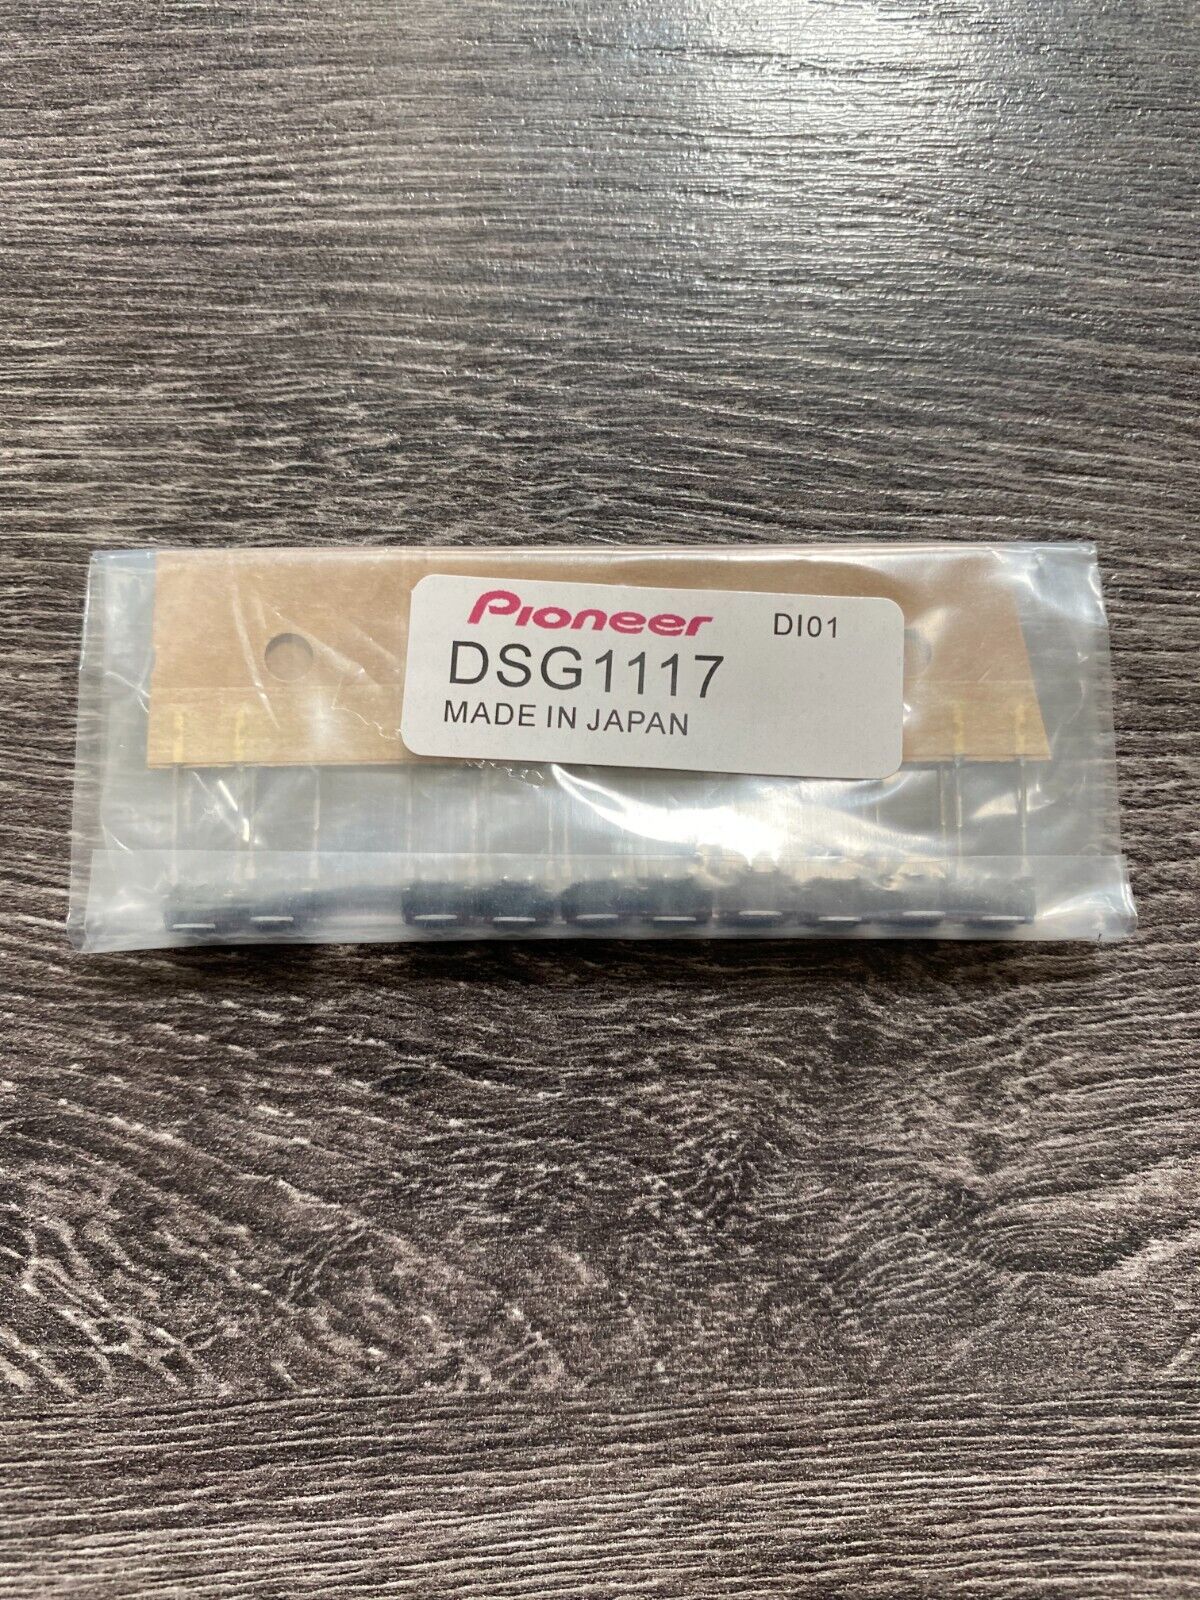 Pioneer DI01
DSG1117
MADE IN JAPAN